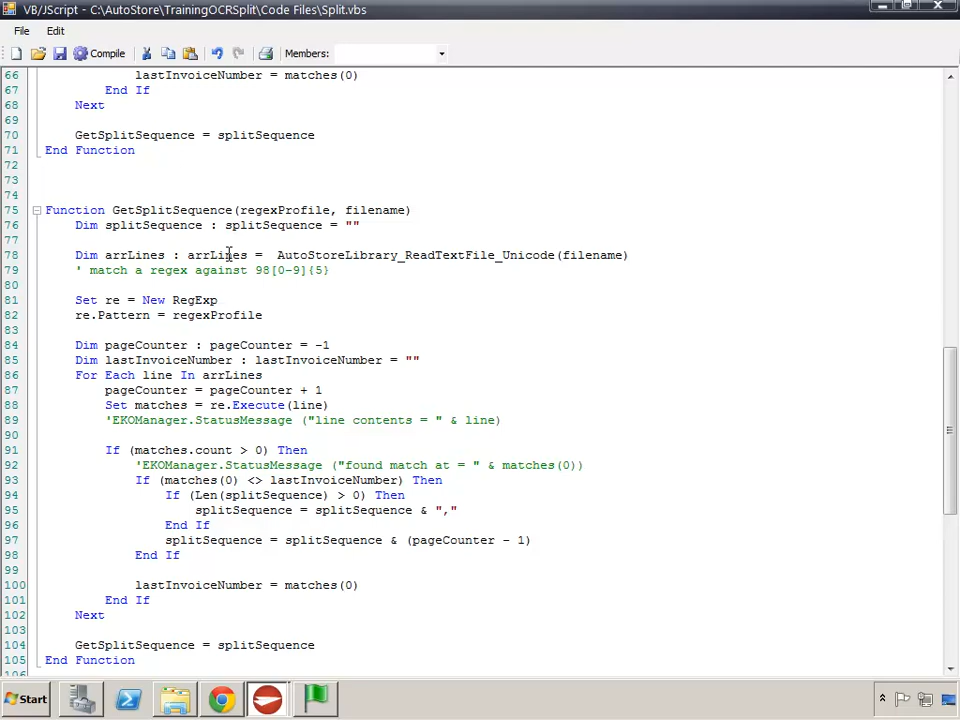 VB/JScript - C:\AutoStore\TrainingOCRSplit\Code Files\Split.vbs
File Edit
Compile Members:
66 lastInvoiceNumber = matches(0)
67 End If
68 Next
69
70 GetSplitSequence = splitSequence
71 End Function
72
73
74
75 Function GetSplitSequence(regexProfile, filename)
76 Dim splitSequence : splitSequence = ""
77
78 Dim arrLines : arrLines = AutoStoreLibrary_ReadTextFile_Unicode(filename)
79 ' match a regex against 98[0-9]{5}
80
81 Set re = New RegExp
82 re.Pattern = regexProfile
83
84 Dim pageCounter : pageCounter = -1
85 Dim lastInvoiceNumber : lastInvoiceNumber = ""
86 For Each line In arrLines
87 pageCounter = pageCounter + 1
88 Set matches = re.Execute(line)
89 'EKOManager.StatusMessage ("line contents = " & line)
90
91 If (matches.count > 0) Then
92 'EKOManager.StatusMessage ("found match at = " & matches(0))
93 If (matches(0) <> lastInvoiceNumber) Then
94 If (Len(splitSequence) > 0) Then
95 splitSequence = splitSequence & ","
96 End If
97 splitSequence = splitSequence & (pageCounter - 1)
98 End If
99
100 lastInvoiceNumber = matches(0)
101 End If
102 Next
103
104 GetSplitSequence = splitSequence
105 End Function
106
Start